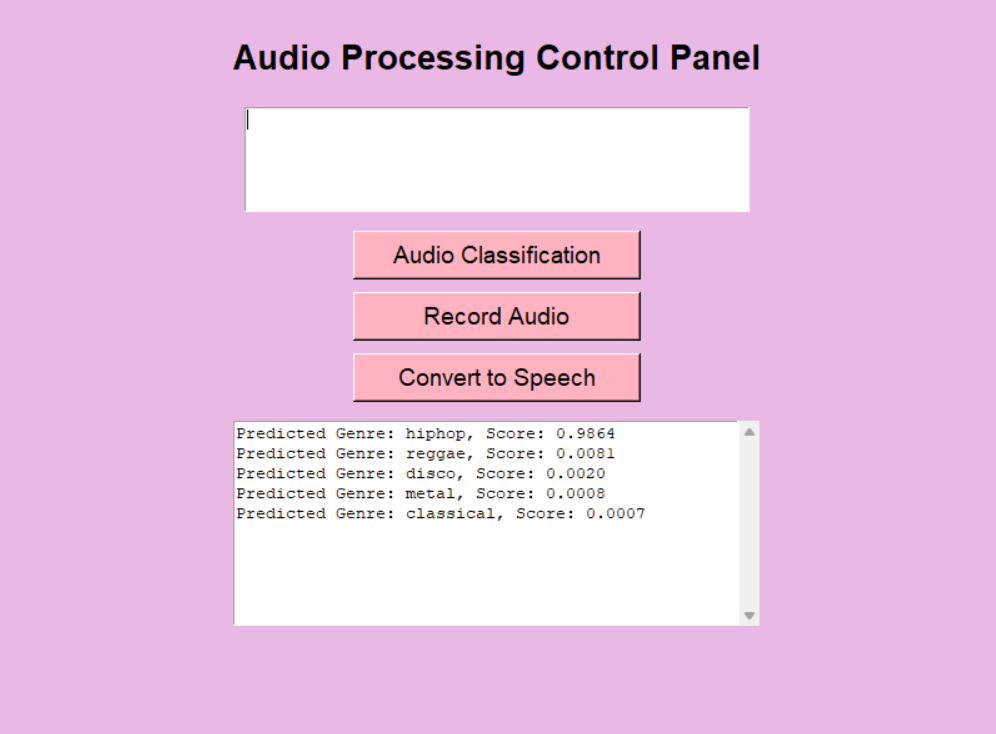 Audio Processing Control Panel
Audio Classification
Record Audio
Convert to Speech
Predicted Genre: hiphop, Score: 0.9864
Predicted Genre: reggae, Score: 0.0081
Predicted Genre: disco, Score: 0.0020
Predicted Genre: metal, Score: 0.0008
Predicted Genre: classical, Score: 0.0007